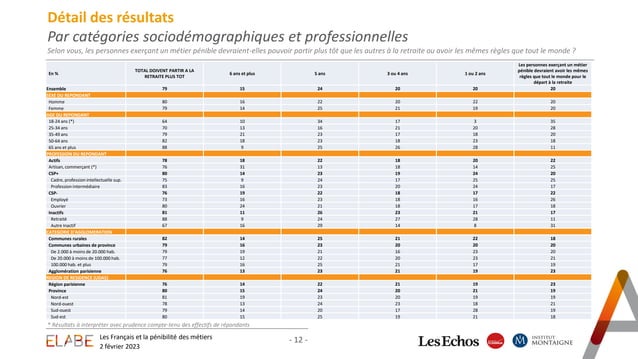 Détail des résultats
Par catégories sociodémographiques et professionnelles
Selon vous, les personnes exerçant un métier pénible devraient-elles pouvoir partir plus tôt que les autres à la retraite ou avoir les mêmes règles que tout le monde ?
En % TOTAL DOIVENT PARTIR A LA RETRAITE PLUS TOT 6 ans et plus 5 ans 3 ou 4 ans 1 ou 2 ans Les personnes exerçant un métier pénible devraient avoir les mêmes règles que tout le monde pour le départ à la retraite
Ensemble 79 15 24 20 20 20
SEXE DU REPONDANT
Homme 80 16 22 20 22 20
Femme 79 14 25 21 19 20
AGE DU REPONDANT
18-24 ans (*) 64 10 34 17 3 35
25-34 ans 70 13 16 21 20 28
35-49 ans 79 21 23 17 18 20
50-64 ans 82 18 23 18 23 18
65 ans et plus 88 9 25 26 28 11
PROFESSION DU REPONDANT
Actifs 78 18 22 18 20 22
Artisan, commerçant (*) 76 31 13 18 14 25
CSP+ 80 14 23 19 24 20
Cadre, profession intellectuelle sup. 75 9 24 17 25 25
Profession intermédiaire 83 16 23 20 24 17
CSP- 76 19 22 18 17 22
Employé 73 16 23 18 16 26
Ouvrier 80 24 21 18 17 18
Inactifs 81 11 26 23 21 17
Retraité 88 9 24 27 28 11
Autre inactif 67 16 29 14 8 31
CATEGORIE D'AGGLOMERATION
Communes rurales 82 14 25 21 22 18
Communes urbaines de province 79 16 23 20 20 20
De 2 000 à moins de 20.000 hab. 79 19 21 16 23 20
De 20.000 à moins de 100.000 hab. 77 12 22 20 23 21
100.000 hab. et plus 79 16 25 21 17 19
Agglomération parisienne 76 13 23 21 19 23
REGION DE RESIDENCE (UDA5)
Région parisienne 76 14 22 21 19 23
Province 80 15 24 20 21 19
Nord-est 81 19 23 20 19 19
Nord-ouest 78 13 24 23 18 21
Sud-ouest 79 14 20 17 28 19
Sud-est 80 15 25 19 21 18
* Résultats à interpréter avec prudence compte tenu des effectifs de répondants
ELABE
Les Français et la pénibilité des métiers
2 février 2023
- 12 -
Les Echos
INSTITUT
MONTAIGNE